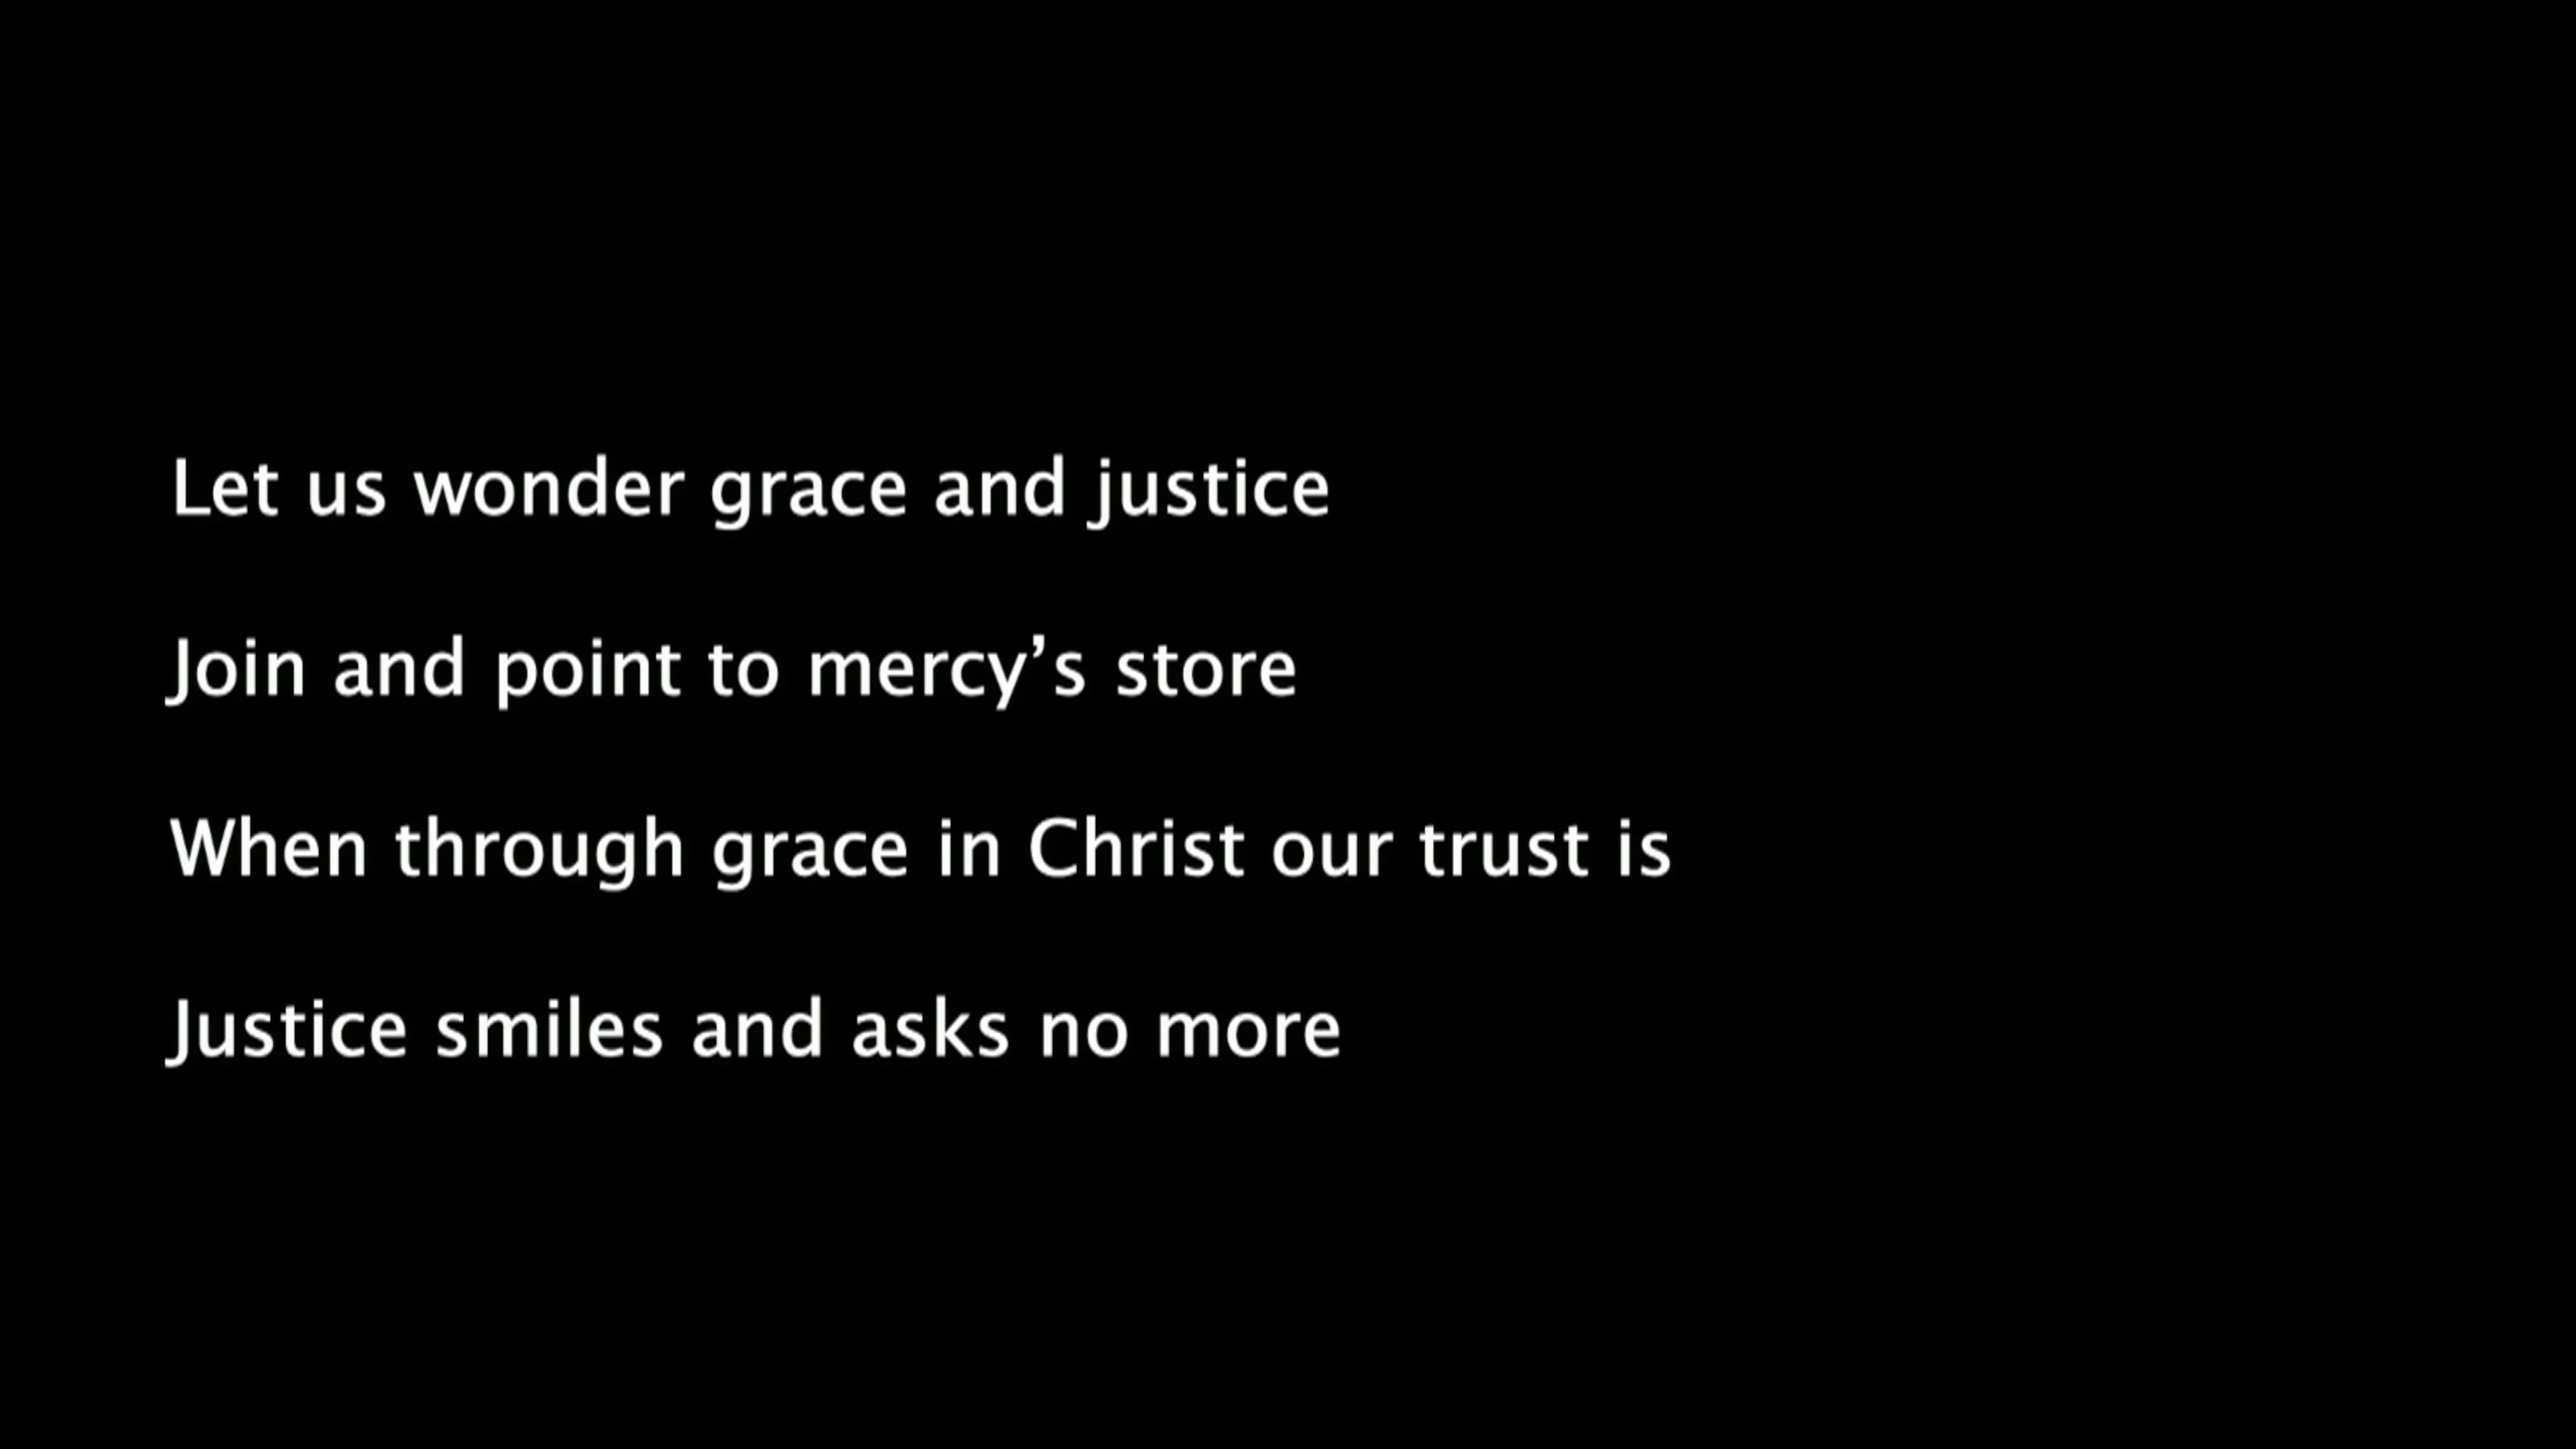 Let us wonder grace and justice
Join and point to mercy’s store
When through grace in Christ our trust is
Justice smiles and asks no more